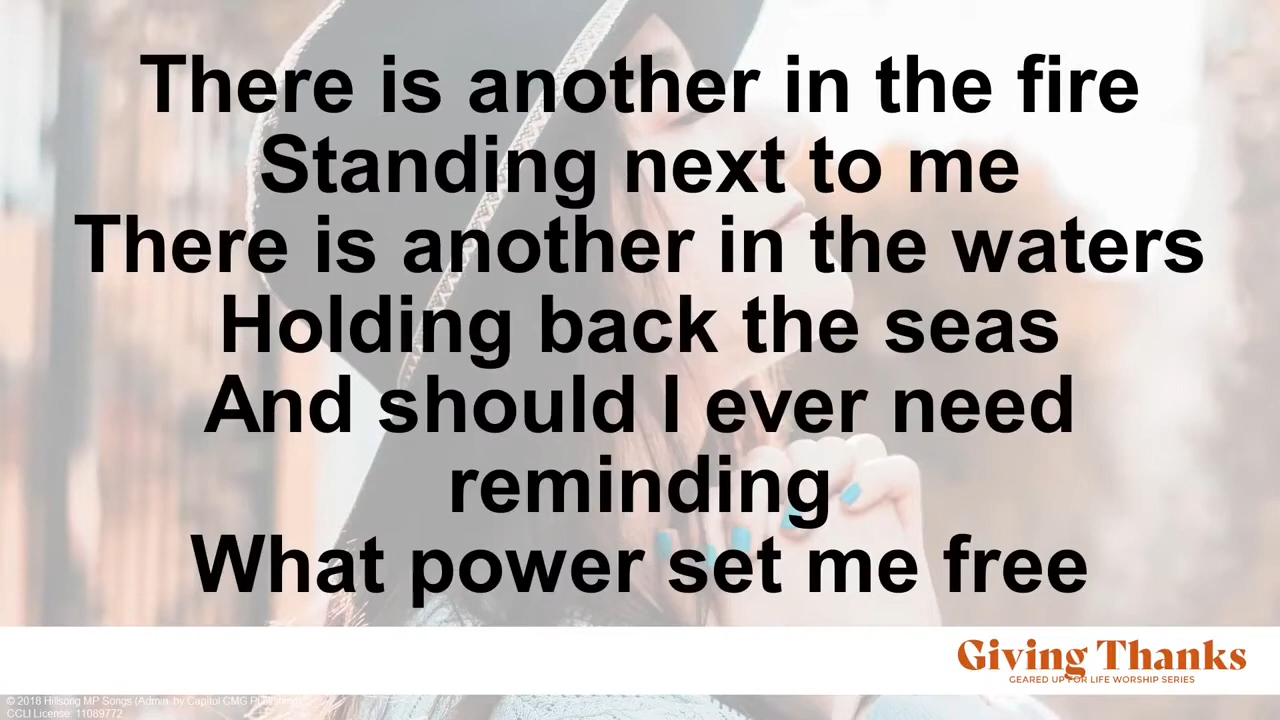 There is another in the fire
Standing next to me
There is another in the waters
Holding back the seas
And should I ever need
reminding
What power set me free
Giving Thanks
GEARED UP FOR LIFE WORSHIP SERIES
© 2018 Hillsong MP Songs (Admin. by Capitol CMG Publishing)
CCLI License: 11089772